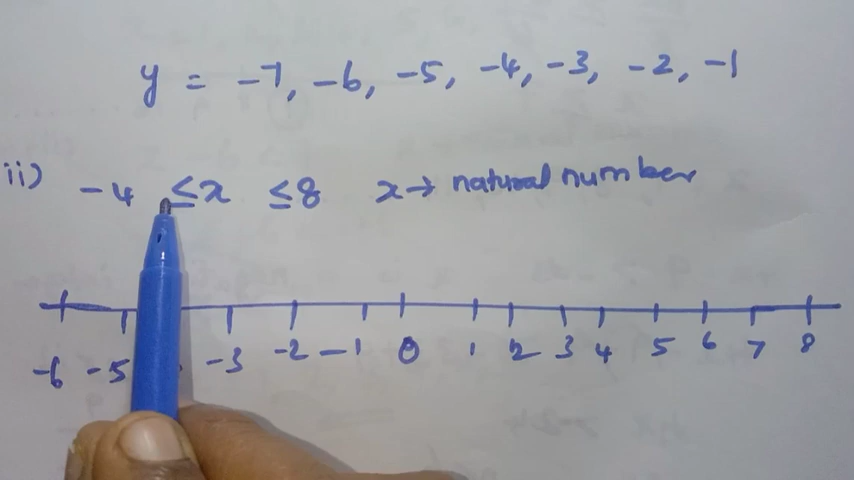 y = -7, -6, -5, -4, -3, -2, -1
ii) -4 ≤ x ≤ 8 x → natural number
-6 -5 -3 -2 -1 0 1 2 3 4 5 6 7 8